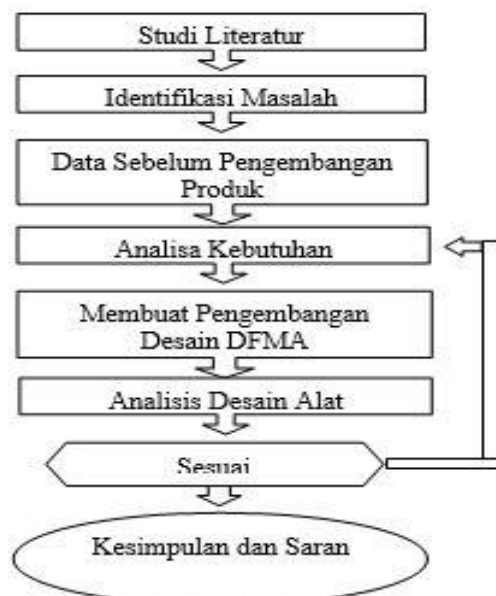 Studi Literatur
Identifikasi Masalah
Data Sebelum Pengembangan
Produk
Analisa Kebutuhan
Membuat Pengembangan
Desain DFMA
Analisis Desain Alat
Sesuai
Kesimpulan dan Saran